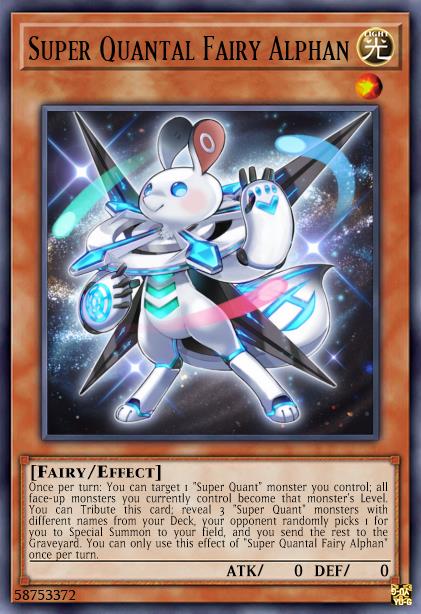 SUPER QUANTAL FAIRY ALPHAN
LIGHT
光
[FAIRY/EFFECT]
Once per turn: You can target 1 "Super Quant" monster you control; all
face-up monsters you currently control become that monster's Level.
You can Tribute this card; reveal 3 "Super Quant" monsters with
different names from your Deck, your opponent randomly picks 1 for
you to Special Summon to your field, and you send the rest to the
Graveyard. You can only use this effect of "Super Quantal Fairy Alphan"
once per turn.
ATK/ 0 DEF/ 0
58753372